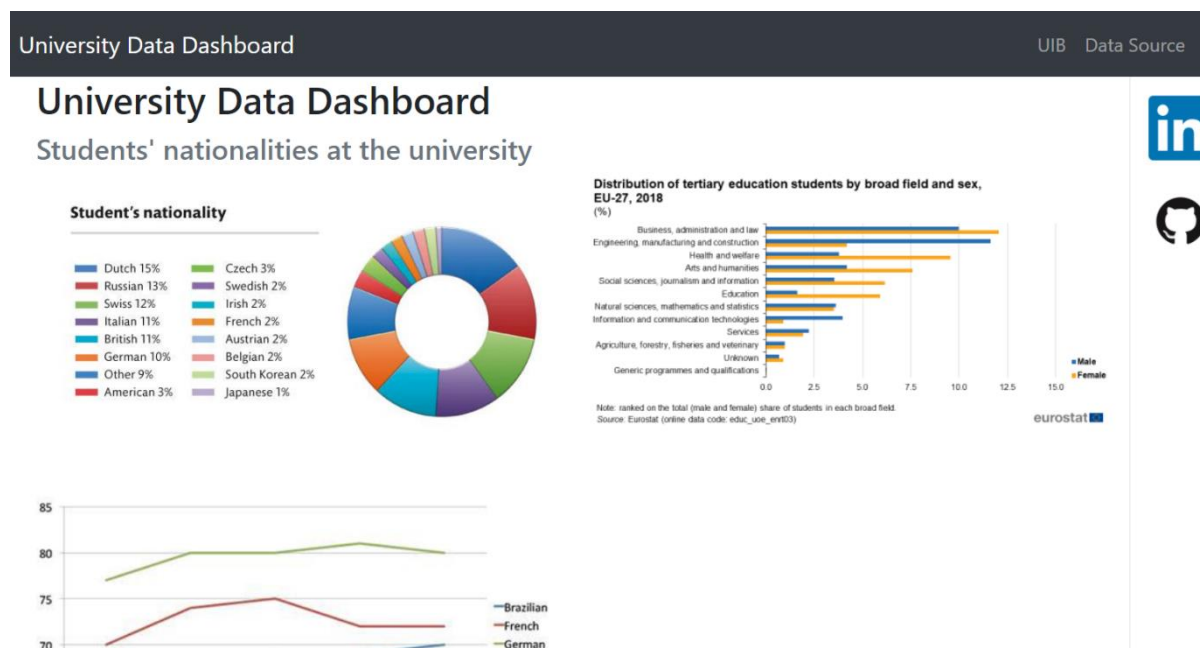 University Data Dashboard
UIB Data Source
University Data Dashboard
Students' nationalities at the university
in
Student's nationality
Dutch 15%
Russian 13%
Swiss 12%
Italian 11%
British 11%
German 10%
Other 9%
American 3%
Czech 3%
Swedish 2%
Irish 2%
French 2%
Austrian 2%
Belgian 2%
South Korean 2%
Japanese 1%
Distribution of tertiary education students by broad field and sex,
EU-27, 2018
(%)
Business, administration and law
Engineering, manufacturing and construction
Health and welfare
Arts and humanities
Social sciences, journalism and information
Education
Natural sciences, mathematics and statistics
Information and communication technologies
Services
Agriculture, forestry, fisheries and veterinary
Unknown
Generic programmes and qualifications
0.0 2.5 5.0 7.5 10.0 12.5 15.0
Male
Female
Note: ranked on the total (male and female) share of students in each broad field.
Source: Eurostat (online data code: educ_uoe_enrt03)
eurostat
85
80
75
70
Brazilian
French
German